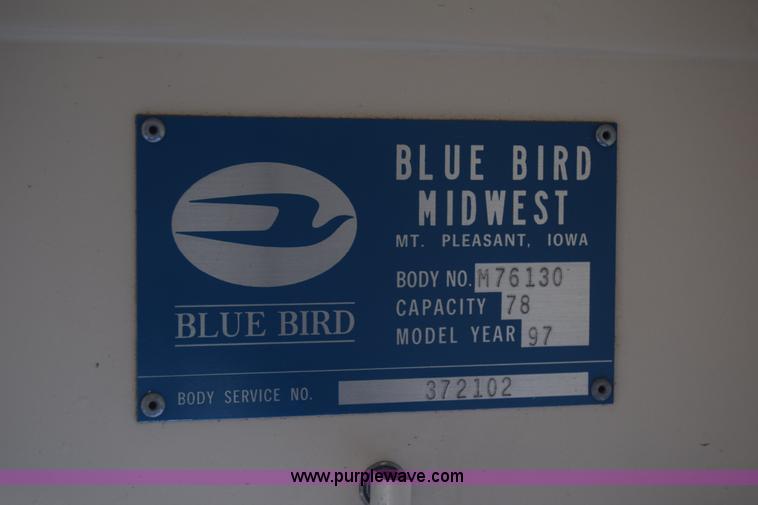 BLUE BIRD
MIDWEST
MT. PLEASANT, IOWA
BODY NO. M76130
CAPACITY 78
MODEL YEAR 97
BLUE BIRD
BODY SERVICE NO. 372102
www.purplewave.com